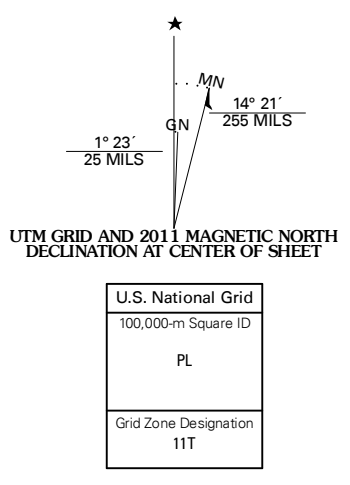 MN
GN
14° 21´
255 MILS
1° 23´
25 MILS
UTM GRID AND 2011 MAGNETIC NORTH
DECLINATION AT CENTER OF SHEET
U.S. National Grid
100,000-m Square ID
PL
Grid Zone Designation
11T